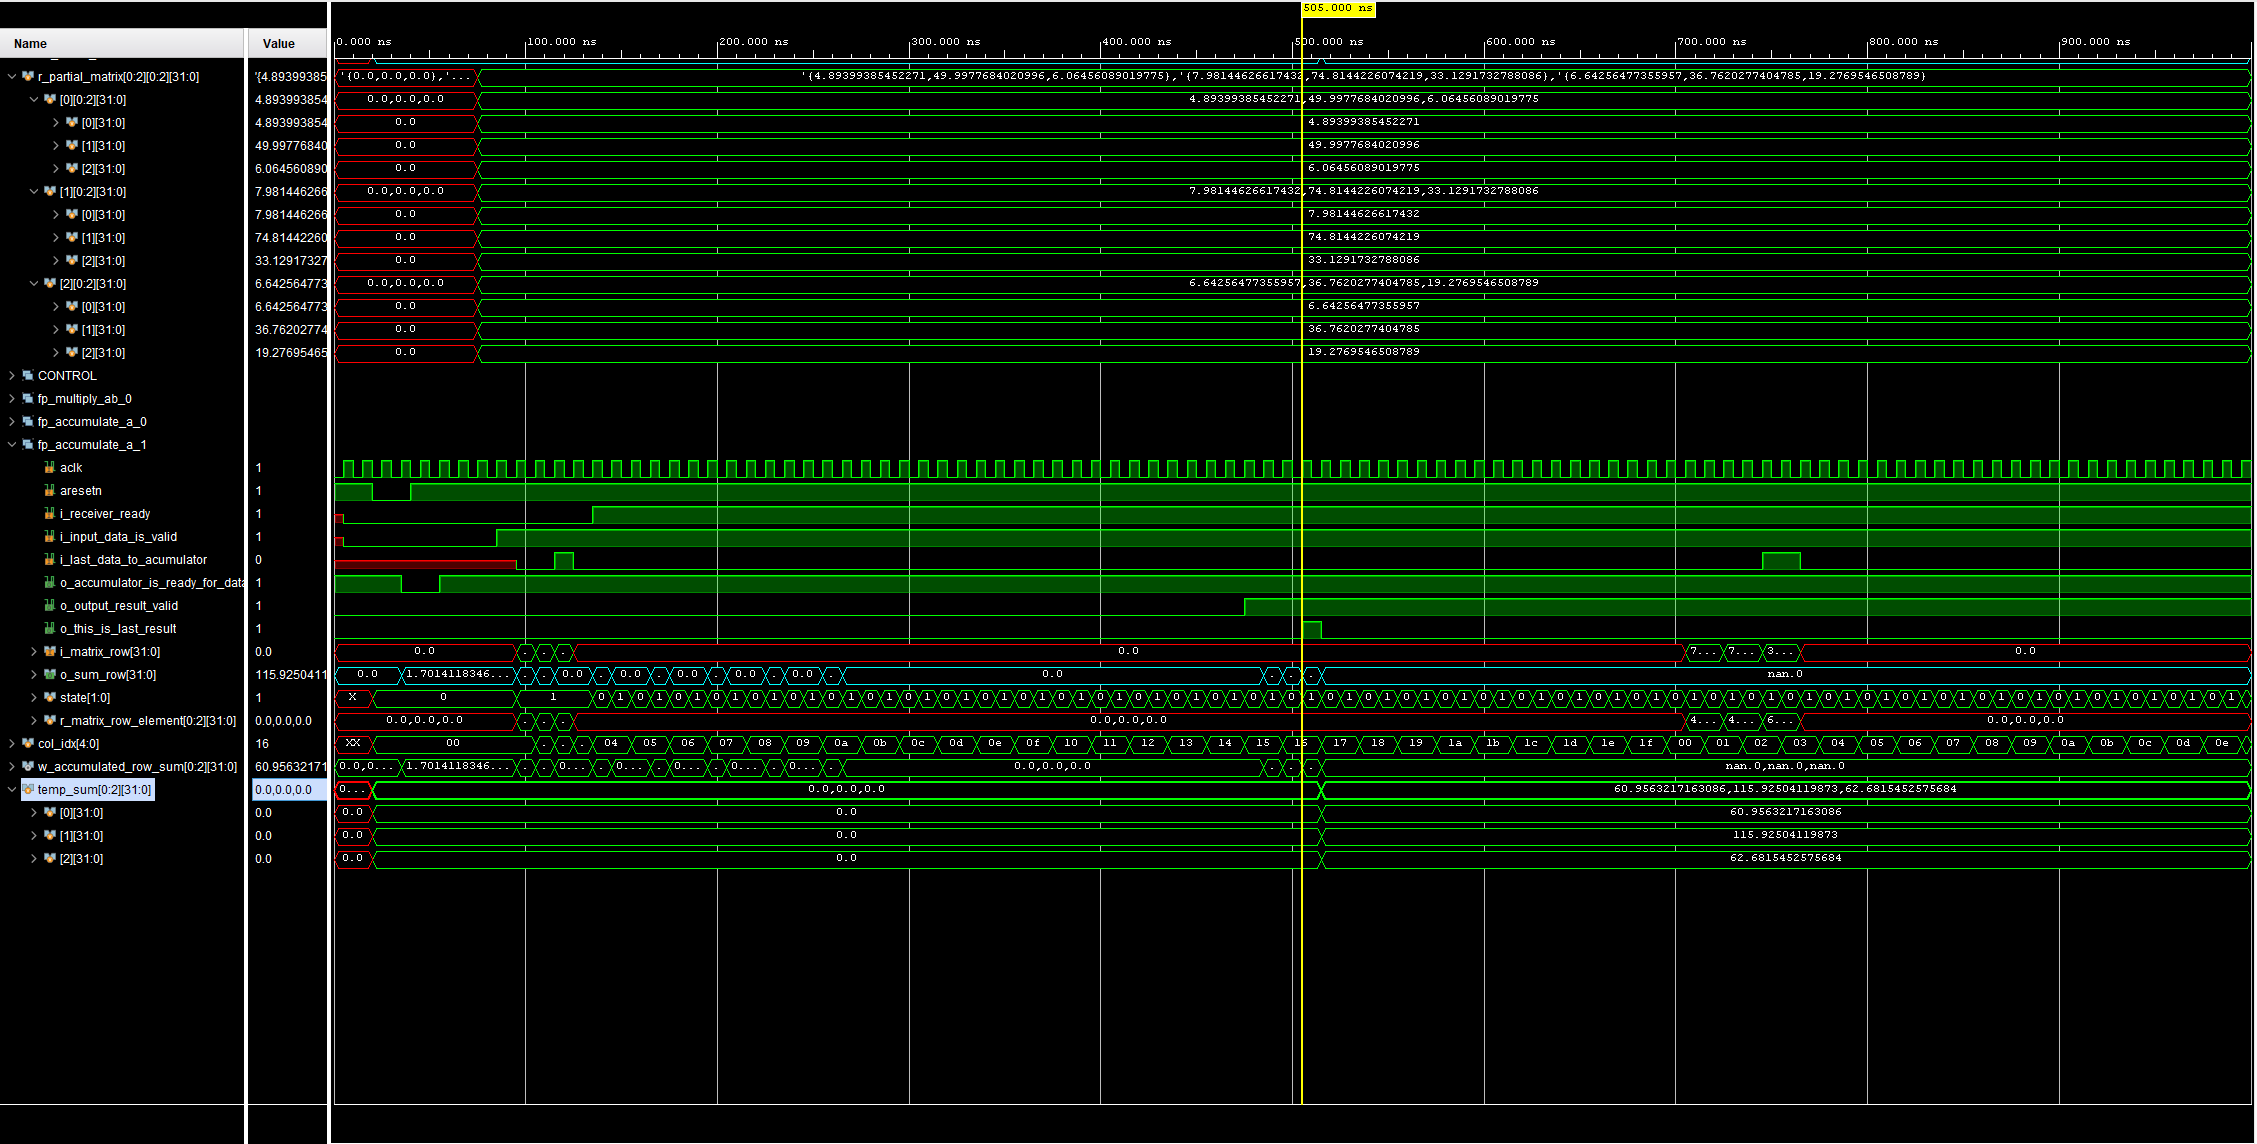 505.000 ns
Name Value 0.000 ns 100.000 ns 200.000 ns 300.000 ns 400.000 ns 500.000 ns 600.000 ns 700.000 ns 800.000 ns 900.000 ns
r_partial_matrix[0:2][0:2][31:0] '{4.89399385 '{0.0,0.0,0.0},'... '{4.89399385452271,49.9977684020996,6.06456089019775},'{7.98144626617432,74.8144226074219,33.1291732788086},'{6.64256477355957,36.7620277404785,19.2769546508789}
[0][0:2][31:0] 4.893993854 0.0,0.0,0.0 4.89399385452271,49.9977684020996,6.06456089019775
[0][31:0] 4.893993854 0.0 4.89399385452271
[1][31:0] 49.99776840 0.0 49.9977684020996
[2][31:0] 6.064560890 0.0 6.06456089019775
[1][0:2][31:0] 7.981446266 0.0,0.0,0.0 7.98144626617432,74.8144226074219,33.1291732788086
[0][31:0] 7.981446266 0.0 7.98144626617432
[1][31:0] 74.81442260 0.0 74.8144226074219
[2][31:0] 33.12917327 0.0 33.1291732788086
[2][0:2][31:0] 6.642564773 0.0,0.0,0.0 6.64256477355957,36.7620277404785,19.2769546508789
[0][31:0] 6.642564773 0.0 6.64256477355957
[1][31:0] 36.76202774 0.0 36.7620277404785
[2][31:0] 19.27695465 0.0 19.2769546508789
CONTROL
fp_multiply_ab_0
fp_accumulate_a_0
fp_accumulate_a_1
aclk 1
aresetn 1
i_receiver_ready 1
i_input_data_is_valid 1
i_last_data_to_acumulator 0
o_accumulator_is_ready_for_data 1
o_output_result_valid 1
o_this_is_last_result 1
i_matrix_row[31:0] 0.0 0.0 . . . 0.0 7... 7... 3... 0.0
o_sum_row[31:0] 115.9250411 0.0 1.7014118346... . . 0.0 . 0.0 . 0.0 . 0.0 . 0.0 . 0.0 . . . nan.0
state[1:0] 1 X 0 1 0 1 0 1 0 1 0 1 0 1 0 1 0 1 0 1 0 1 0 1 0 1 0 1 0 1 0 1 0 1 0 1 0 1 0 1 0 1 0 1 0 1 0 1 0 1 0 1 0 1 0 1 0 1 0 1 0 1 0 1 0 1 0 1 0 1 0 1 0 1 0 1 0 1 0 1 0 1 0 1 0 1 0 1 0 1
r_matrix_row_element[0:2][31:0] 0.0,0.0,0.0 0.0,0.0,0.0 . . . 0.0,0.0,0.0 4... 4... 6... 0.0,0.0,0.0
col_idx[4:0] 16 XX 00 . . . 04 05 06 07 08 09 0a 0b 0c 0d 0e 0f 10 11 12 13 14 15 16 17 18 19 1a 1b 1c 1d 1e 1f 00 01 02 03 04 05 06 07 08 09 0a 0b 0c 0d 0e
w_accumulated_row_sum[0:2][31:0] 60.95632171 0.0,0... 1.7014118346... . . 0... . 0... . 0... . 0... . 0... . 0.0,0.0,0.0 . . . nan.0,nan.0,nan.0
temp_sum[0:2][31:0] 0.0,0.0,0.0 0... 0.0,0.0,0.0 60.9563217163086,115.92504119873,62.6815452575684
[0][31:0] 0.0 0.0 0.0 60.9563217163086
[1][31:0] 0.0 0.0 0.0 115.92504119873
[2][31:0] 0.0 0.0 0.0 62.6815452575684